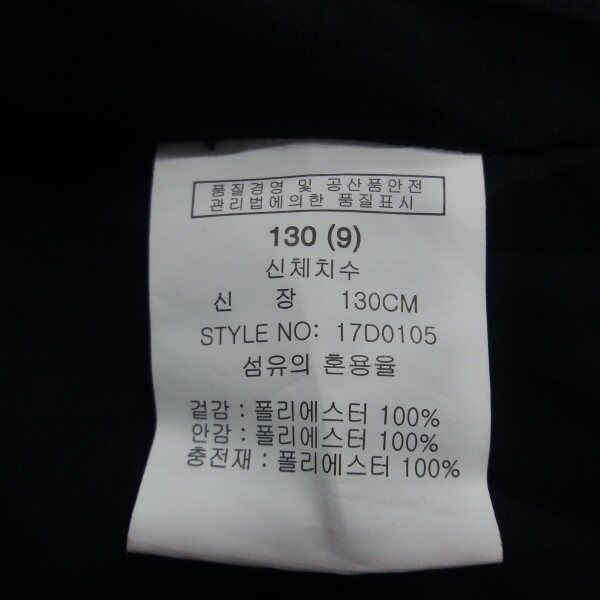 품질경영 및 공산품안전
관리법에의한 품질표시
130 (9)
신체치수
신 장 130CM
STYLE NO: 17D0105
섬유의 혼용율
겉감 : 폴리에스터 100%
안감 : 폴리에스터 100%
충전재 : 폴리에스터 100%